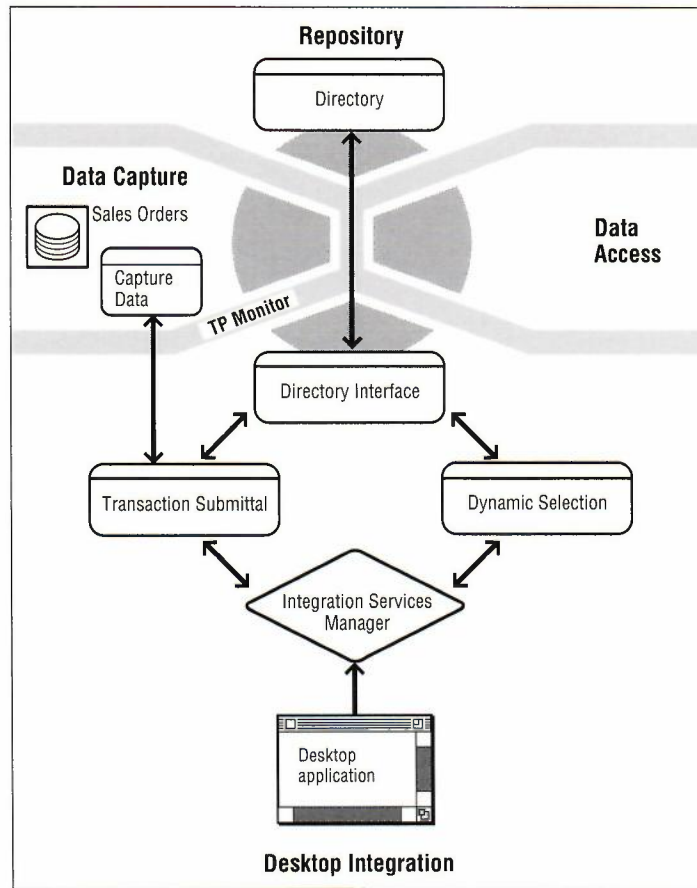 Repository
Directory
Data Capture
Sales Orders
Capture
Data
Data
Access
TP Monitor
Directory Interface
Transaction Submittal
Dynamic Selection
Integration Services
Manager
Desktop
application
Desktop Integration